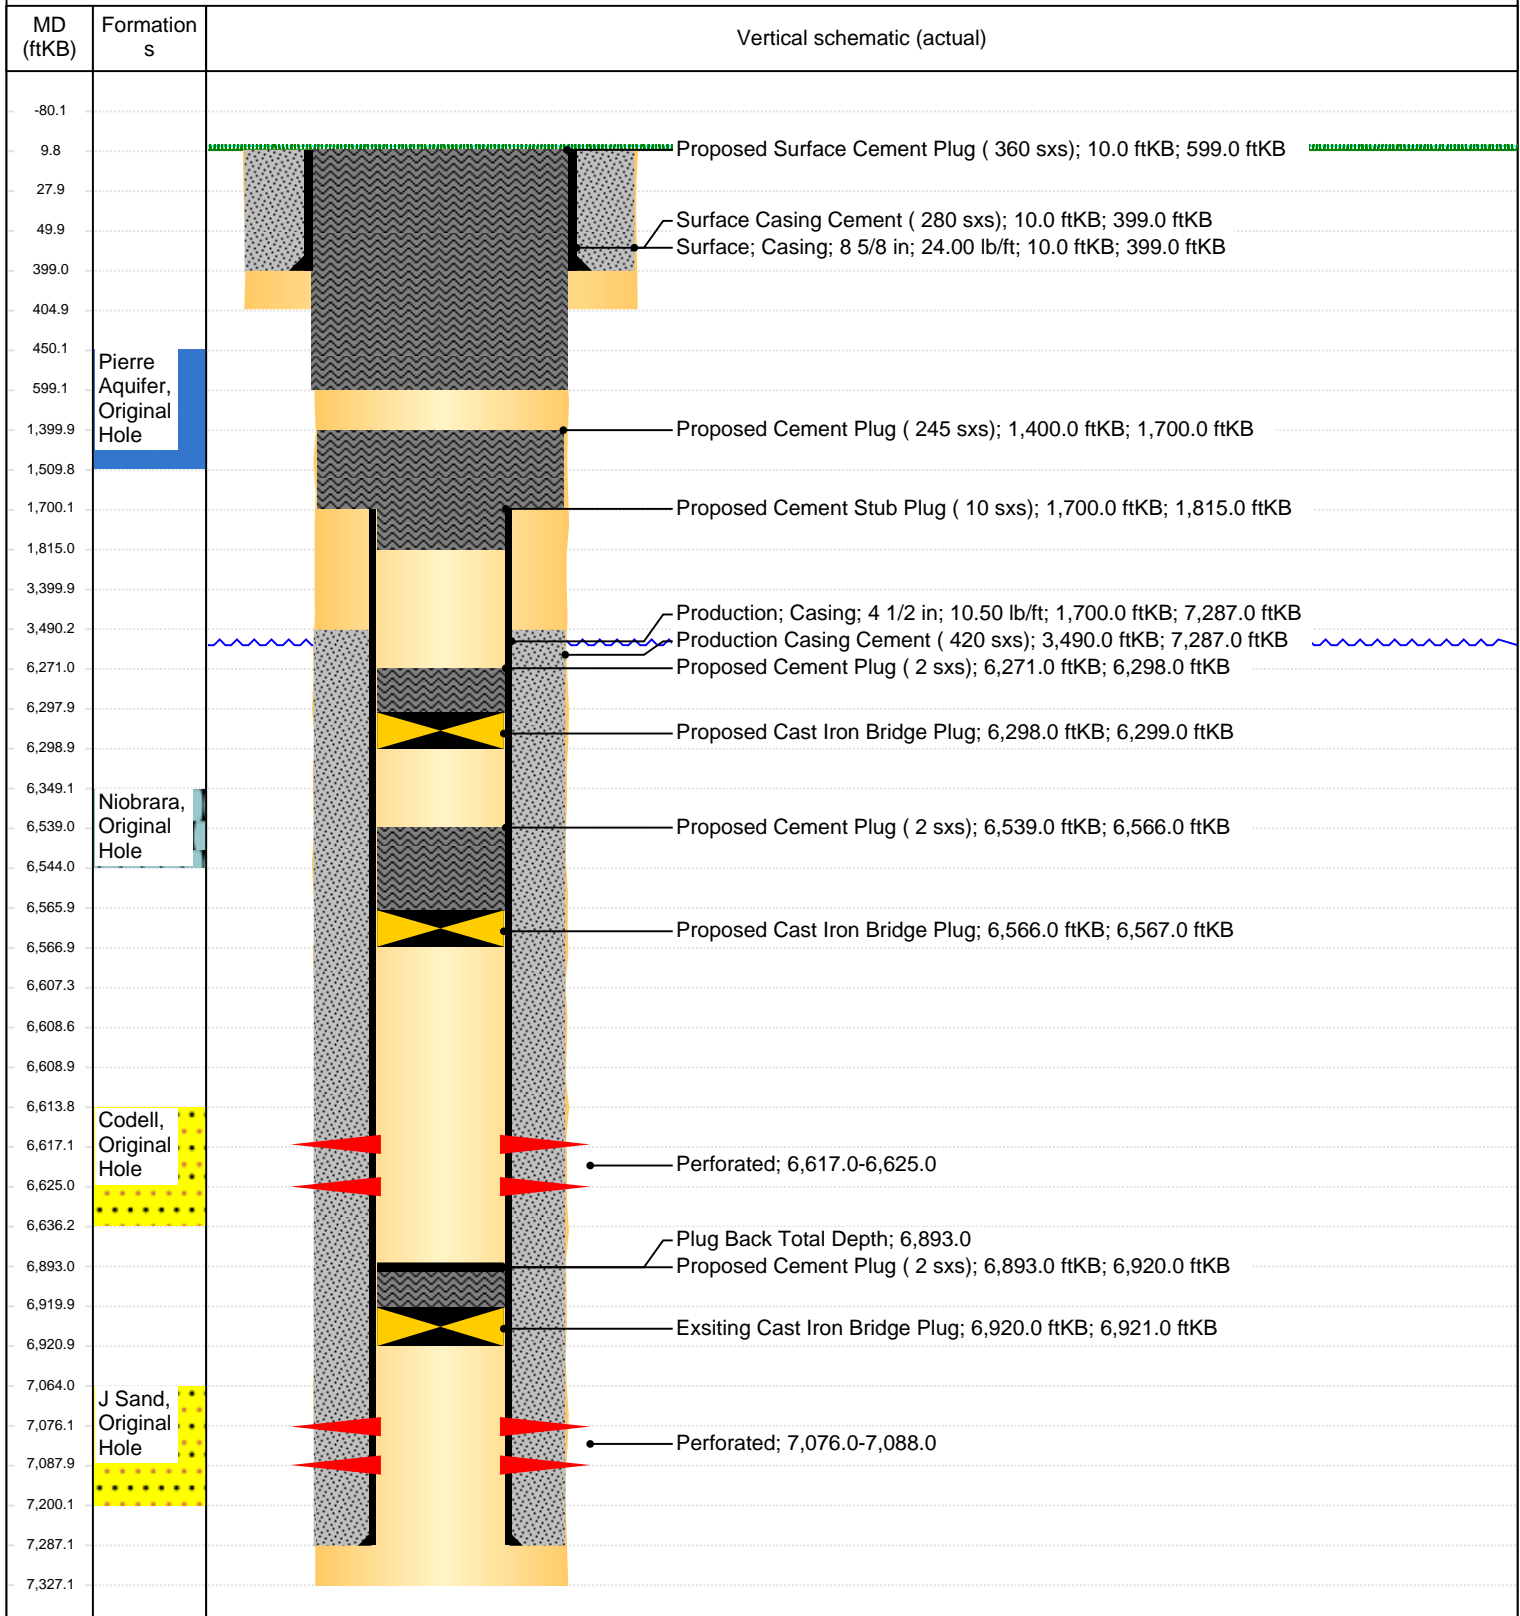 MD
(ftKB)
Formation
s
Vertical schematic (actual)
-80.1
9.8
Proposed Surface Cement Plug ( 360 sxs); 10.0 ftKB; 599.0 ftKB
27.9
Surface Casing Cement ( 280 sxs); 10.0 ftKB; 399.0 ftKB
49.9
Surface; Casing; 8 5/8 in; 24.00 lb/ft; 10.0 ftKB; 399.0 ftKB
399.0
404.9
450.1
Pierre
Aquifer,
Original
Hole
599.1
1,399.9
Proposed Cement Plug ( 245 sxs); 1,400.0 ftKB; 1,700.0 ftKB
1,509.8
1,700.1
Proposed Cement Stub Plug ( 10 sxs); 1,700.0 ftKB; 1,815.0 ftKB
1,815.0
3,399.9
Production; Casing; 4 1/2 in; 10.50 lb/ft; 1,700.0 ftKB; 7,287.0 ftKB
3,490.2
Production Casing Cement ( 420 sxs); 3,490.0 ftKB; 7,287.0 ftKB
6,271.0
Proposed Cement Plug ( 2 sxs); 6,271.0 ftKB; 6,298.0 ftKB
6,297.9
Proposed Cast Iron Bridge Plug; 6,298.0 ftKB; 6,299.0 ftKB
6,298.9
6,349.1
Niobrara,
Original
Hole
6,539.0
Proposed Cement Plug ( 2 sxs); 6,539.0 ftKB; 6,566.0 ftKB
6,544.0
6,565.9
Proposed Cast Iron Bridge Plug; 6,566.0 ftKB; 6,567.0 ftKB
6,566.9
6,607.3
6,608.6
6,608.9
6,613.8
Codell,
Original
Hole
6,617.1
Perforated; 6,617.0-6,625.0
6,625.0
6,636.2
Plug Back Total Depth; 6,893.0
6,893.0
Proposed Cement Plug ( 2 sxs); 6,893.0 ftKB; 6,920.0 ftKB
6,919.9
Exsiting Cast Iron Bridge Plug; 6,920.0 ftKB; 6,921.0 ftKB
6,920.9
7,064.0
J Sand,
Original
Hole
7,076.1
Perforated; 7,076.0-7,088.0
7,087.9
7,200.1
7,287.1
7,327.1